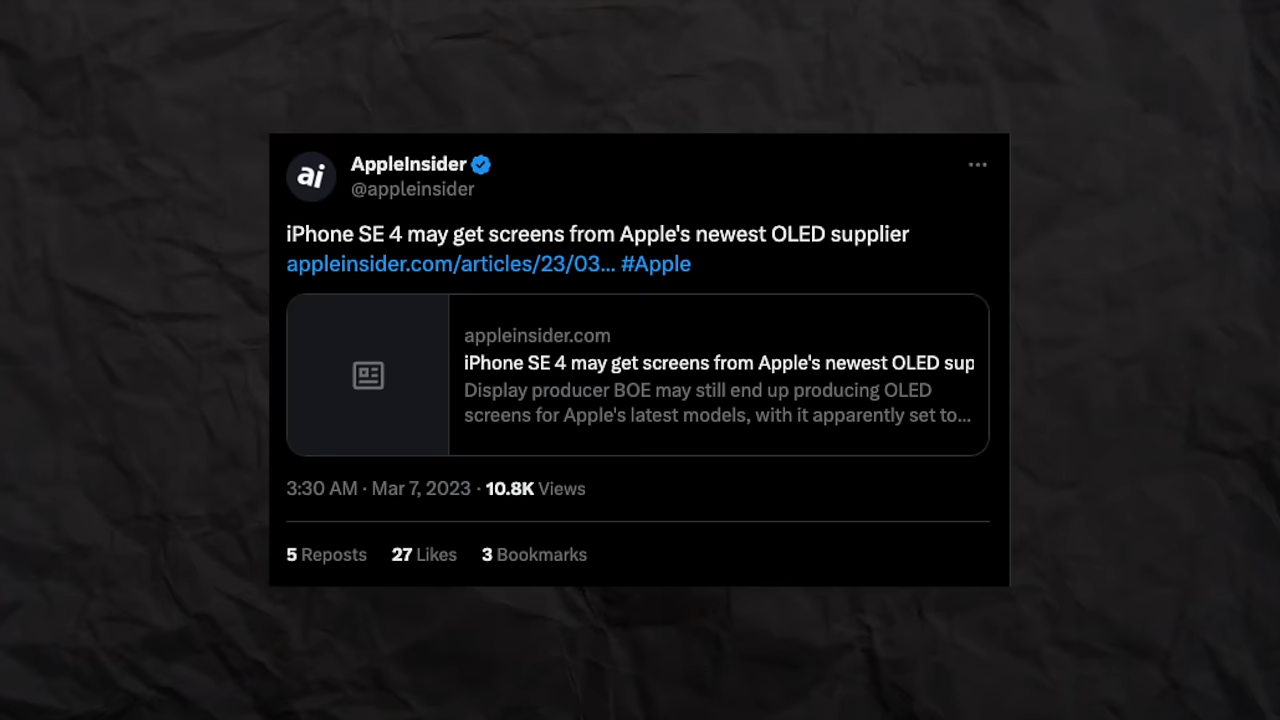 ai
AppleInsider
@appleinsider
iPhone SE 4 may get screens from Apple's newest OLED supplier
appleinsider.com/articles/23/03... #Apple
appleinsider.com
iPhone SE 4 may get screens from Apple's newest OLED sup
Display producer BOE may still end up producing OLED
screens for Apple's latest models, with it apparently set to...
3:30 AM · Mar 7, 2023 · 10.8K Views
5 Reposts 27 Likes 3 Bookmarks